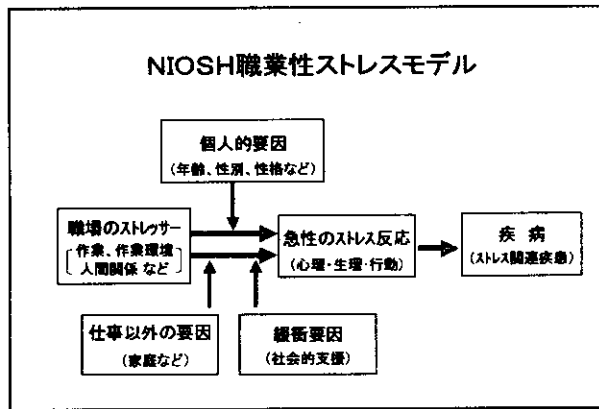 NIOSH職業性ストレスモデル
個人的要因
(年齢、性別、性格など)
職場のストレッサー
作業、作業環境
人間関係 など
急性のストレス反応
(心理・生理・行動)
疾 病
(ストレス関連疾患)
仕事以外の要因
(家庭など)
緩衝要因
(社会的支援)